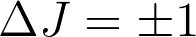 ΔJ = ±1